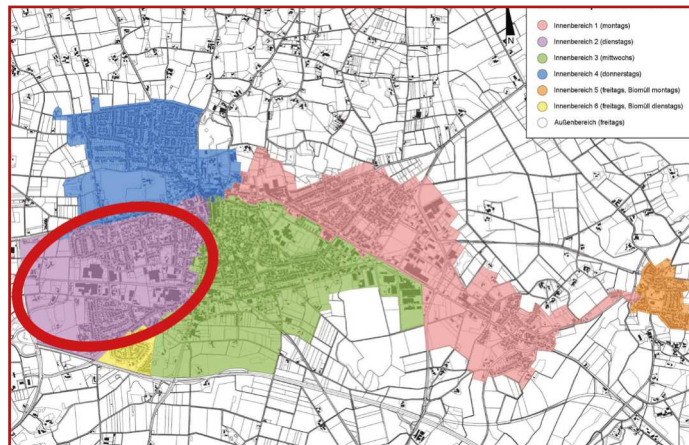 Innenbereich 1 (montags)
Innenbereich 2 (dienstags)
Innenbereich 3 (mittwochs)
Innenbereich 4 (donnerstags)
Innenbereich 5 (freitags, Biomüll montags)
Innenbereich 6 (freitags, Biomüll dienstags)
Außenbereich (freitags)
N